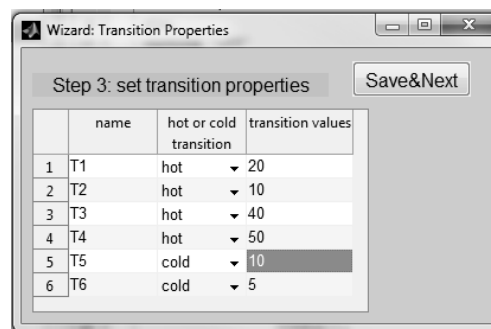 Wizard: Transition Properties
Step 3: set transition properties
Save&Next
name hot or cold transition transition values
1 T1 hot 20
2 T2 hot 10
3 T3 hot 40
4 T4 hot 50
5 T5 cold 10
6 T6 cold 5